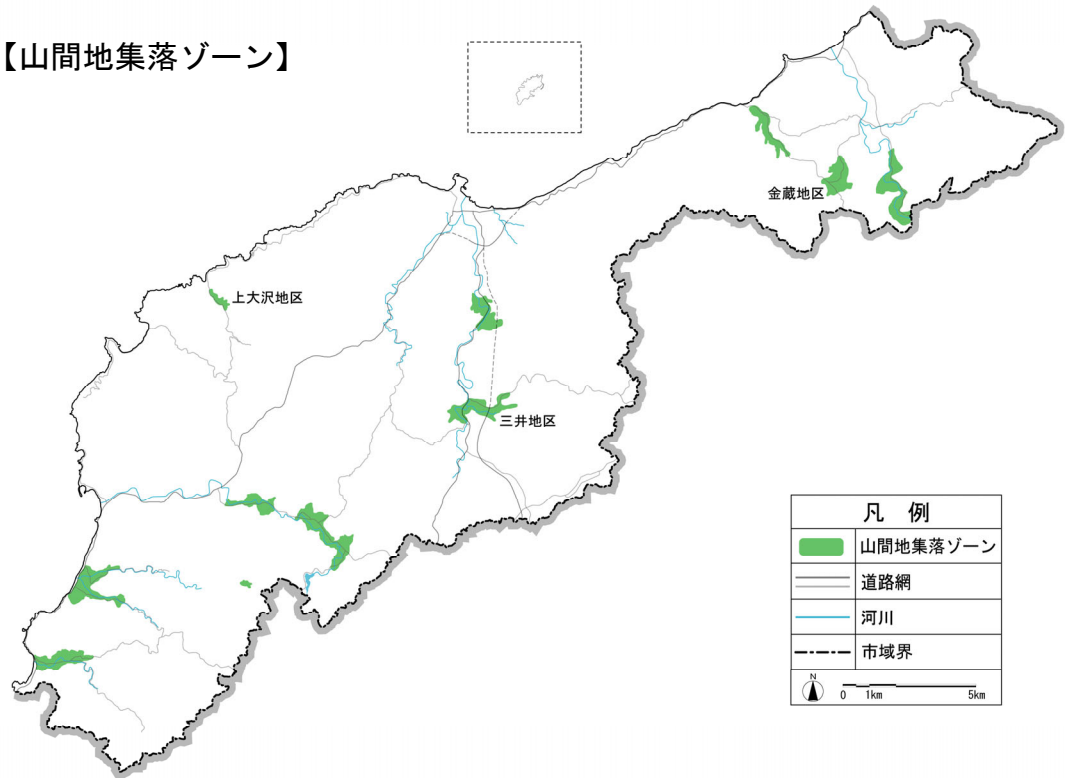 【山間地集落ゾーン】
金蔵地区
上大沢地区
三井地区
凡 例
山間地集落ゾーン
道路網
河川
市域界
N
0 1km 5km